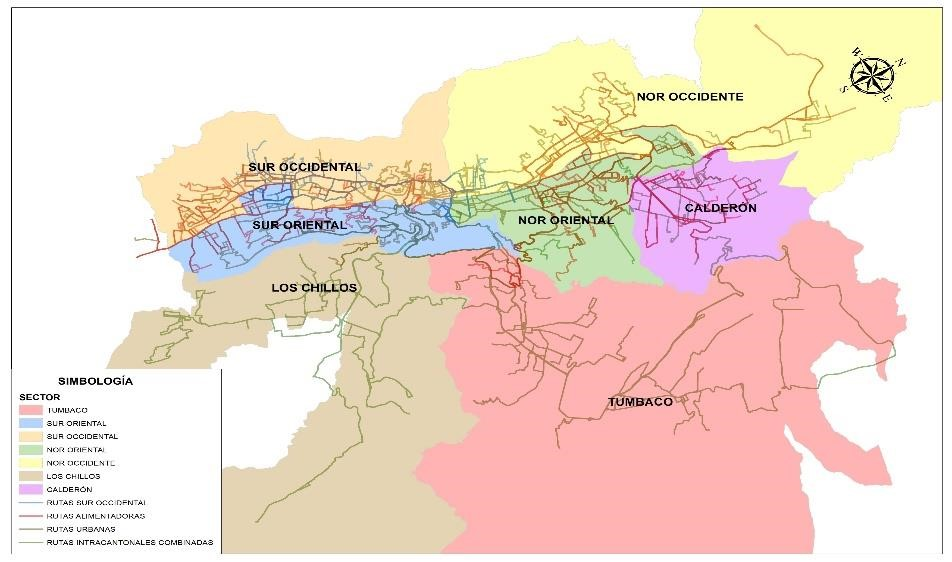 NOR OCCIDENTE
SUR OCCIDENTAL
CALDERÓN
SUR ORIENTAL
NOR ORIENTAL
LOS CHILLOS
TUMBACO
W
N
S
E
SIMBOLOGÍA
SECTOR
TUMBACO
SUR ORIENTAL
SUR OCCIDENTAL
NOR ORIENTAL
NOR OCCIDENTE
LOS CHILLOS
CALDERÓN
RUTAS SUR OCCIDENTAL
RUTAS ALIMENTADORAS
RUTAS URBANAS
RUTAS INTRACANTONALES COMBINADAS